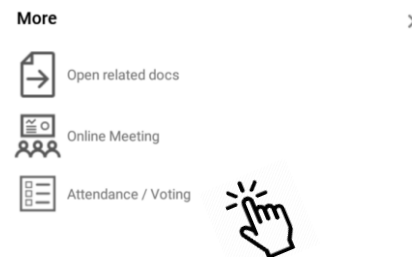 More
Open related docs
Online Meeting
Attendance / Voting